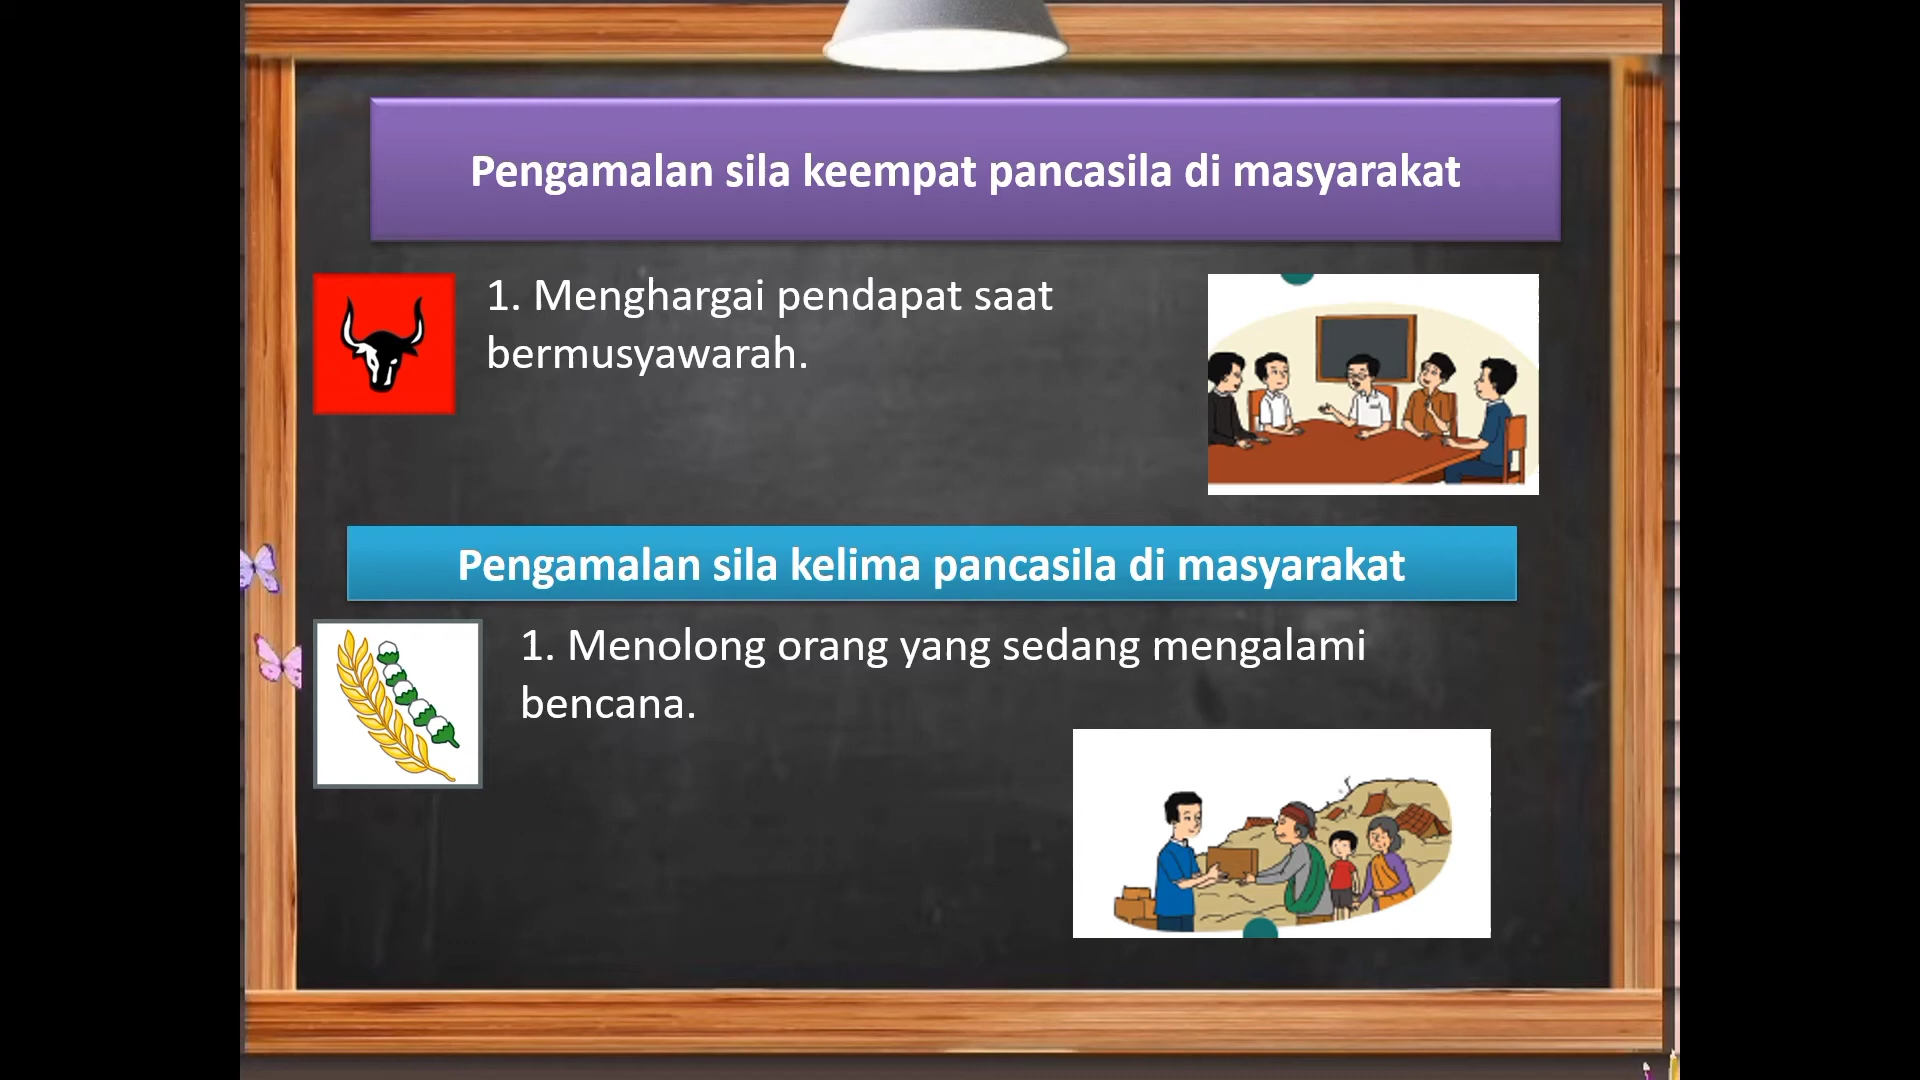 Pengamalan sila keempat pancasila di masyarakat
1. Menghargai pendapat saat
bermusyawarah.
Pengamalan sila kelima pancasila di masyarakat
1. Menolong orang yang sedang mengalami
bencana.